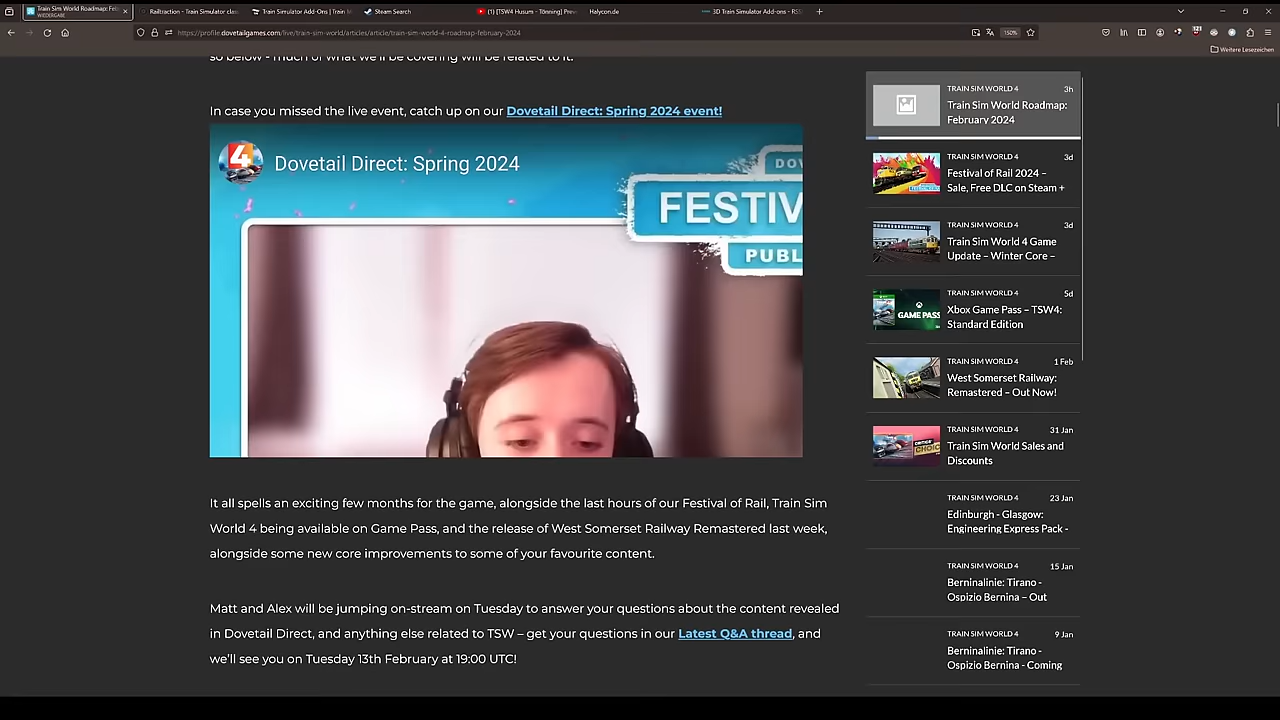 Train Sim World Roadmap: Feb
WIEDERGABE
Railtraction - Train Simulator clas
Train Simulator Add-Ons | Train
Steam Search
(1) [TSW4 Husum - Tönning] Prev
Halycon.de
3D Train Simulator Add-ons - RSS
https://profile.dovetailgames.com/live/train-sim-world/articles/article/train-sim-world-4-roadmap-february-2024
150%
121
Weitere Lesezeichen
so below - much of what we'll be covering will be related to it.
In case you missed the live event, catch up on our Dovetail Direct: Spring 2024 event!
4
Dovetail Direct: Spring 2024
DOV
FESTIV
PUBL
It all spells an exciting few months for the game, alongside the last hours of our Festival of Rail, Train Sim
World 4 being available on Game Pass, and the release of West Somerset Railway Remastered last week,
alongside some new core improvements to some of your favourite content.
Matt and Alex will be jumping on-stream on Tuesday to answer your questions about the content revealed
in Dovetail Direct, and anything else related to TSW – get your questions in our Latest Q&A thread, and
we'll see you on Tuesday 13th February at 19:00 UTC!
TRAIN SIM WORLD 4 3h
Train Sim World Roadmap:
February 2024
TRAIN SIM WORLD 4 3d
Festival of Rail 2024 –
Sale, Free DLC on Steam +
TRAIN SIM WORLD 4 3d
Train Sim World 4 Game
Update – Winter Core –
TRAIN SIM WORLD 4 5d
GAME PASS
Xbox Game Pass – TSW4:
Standard Edition
TRAIN SIM WORLD 4 1 Feb
West Somerset Railway:
Remastered – Out Now!
TRAIN SIM WORLD 4 31 Jan
Train Sim World Sales and
Discounts
TRAIN SIM WORLD 4 23 Jan
Edinburgh - Glasgow:
Engineering Express Pack -
TRAIN SIM WORLD 4 15 Jan
Berninalinie: Tirano -
Ospizio Bernina – Out
TRAIN SIM WORLD 4 9 Jan
Berninalinie: Tirano -
Ospizio Bernina - Coming